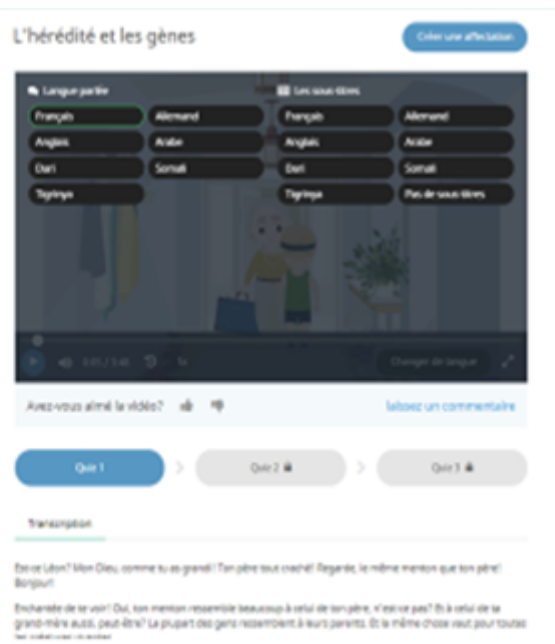 L'hérédité et les gènes
Créer une affectation
Langue parlée
Les sous-titres
Français Allemand Français Allemand
Anglais Arabe Anglais Arabe
Dari Somali Dari Somali
Tigrinya Tigrinya Pas de sous-titres
1x Changer de langue
Avez-vous aimé la vidéo? laissez un commentaire
Quiz 1 Quiz 2 Quiz 3
Transcription
Est-ce Léon? Mon Dieu, comme tu as grandi! Ton père tout craché! Regarde, le même menton que ton père!
Bonjour!
Enchantée de te voir! Oui, ton menton ressemble beaucoup à celui de ton père, n'est-ce pas? Et à celui de ta
grand-mère aussi, peut-être? La plupart des gens ressemblent à leurs parents. Et la même chose vaut pour toutes